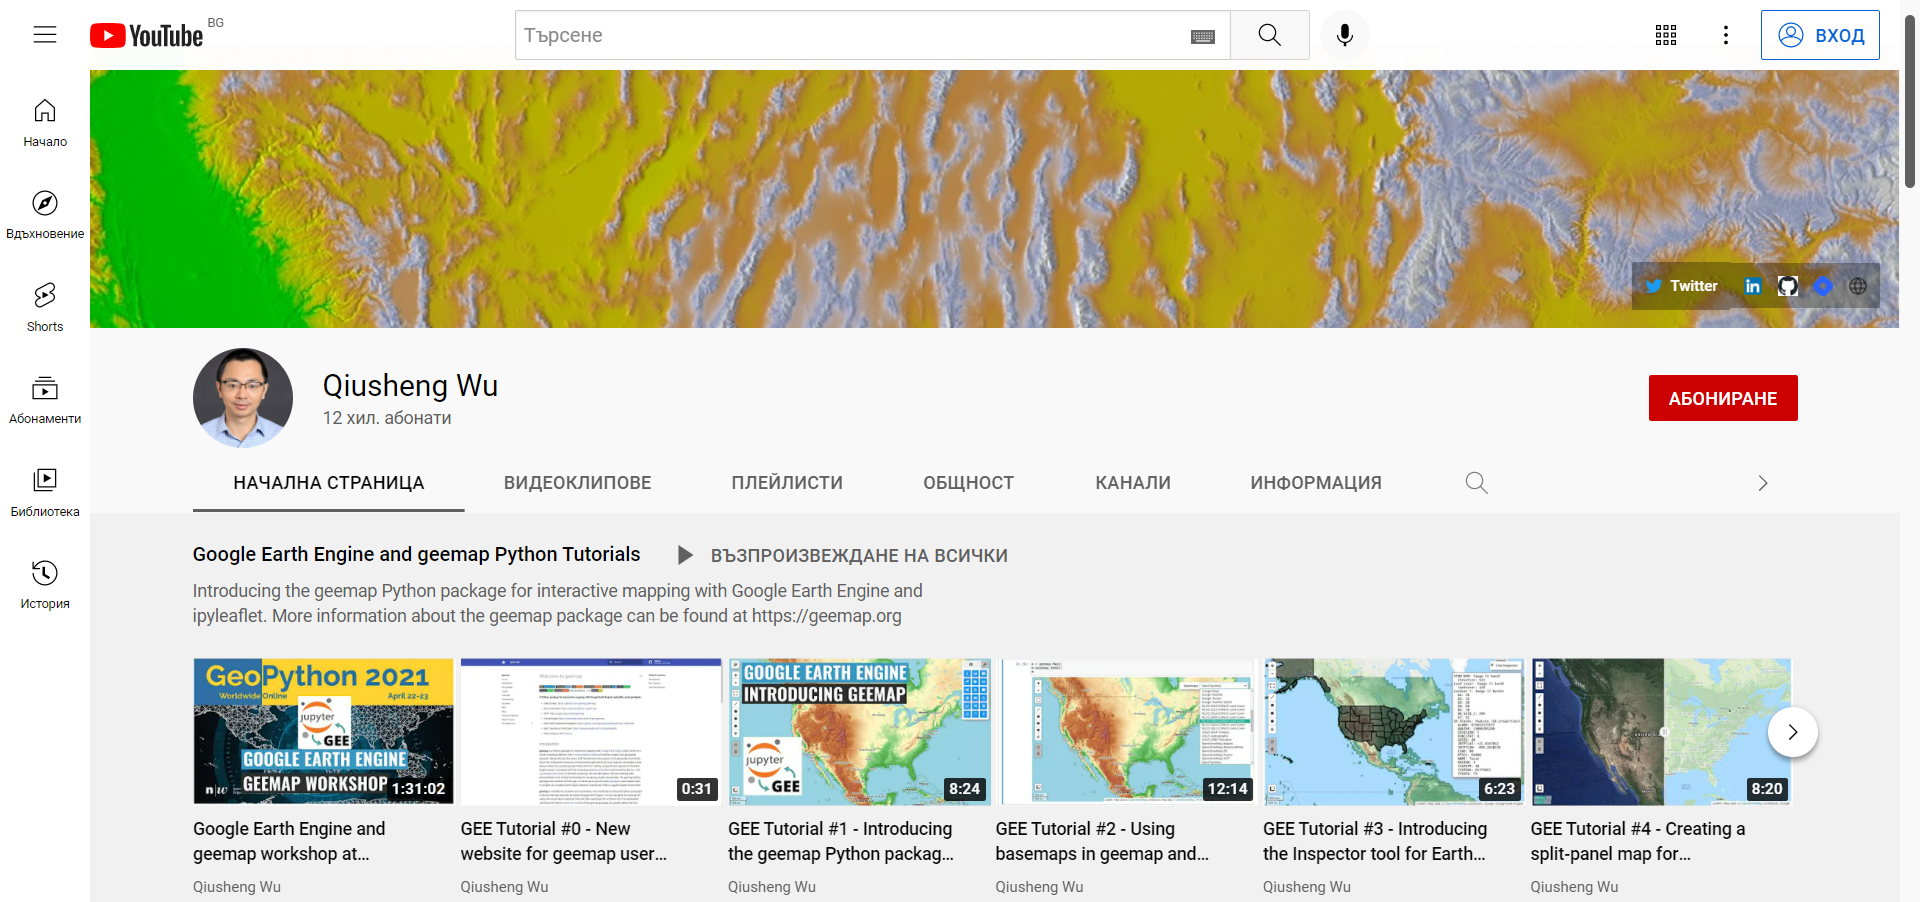 YouTube BG
Търсене
ВХОД
Начало
Вдъхновение
Shorts
Абонаменти
Библиотека
История
Twitter
Qiusheng Wu
12 хил. абонати
АБОНИРАНЕ
НАЧАЛНА СТРАНИЦА ВИДЕОКЛИПОВЕ ПЛЕЙЛИСТИ ОБЩНОСТ КАНАЛИ ИНФОРМАЦИЯ
Google Earth Engine and geemap Python Tutorials ВЪЗПРОИЗВЕЖДАНЕ НА ВСИЧКИ
Introducing the geemap Python package for interactive mapping with Google Earth Engine and
ipyleaflet. More information about the geemap package can be found at https://geemap.org
GeoPython 2021
Worldwide Online April 22-23
jupyter
GEE
GOOGLE EARTH ENGINE
GEEMAP WORKSHOP
1:31:02
Google Earth Engine and
geemap workshop at...
Qiusheng Wu
Welcome to geemap
0:31
GEE Tutorial #0 - New
website for geemap user...
Qiusheng Wu
GOOGLE EARTH ENGINE
INTRODUCING GEEMAP
jupyter
GEE
8:24
GEE Tutorial #1 - Introducing
the geemap Python packag...
Qiusheng Wu
12:14
GEE Tutorial #2 - Using
basemaps in geemap and...
Qiusheng Wu
6:23
GEE Tutorial #3 - Introducing
the Inspector tool for Earth...
Qiusheng Wu
8:20
GEE Tutorial #4 - Creating a
split-panel map for...
Qiusheng Wu